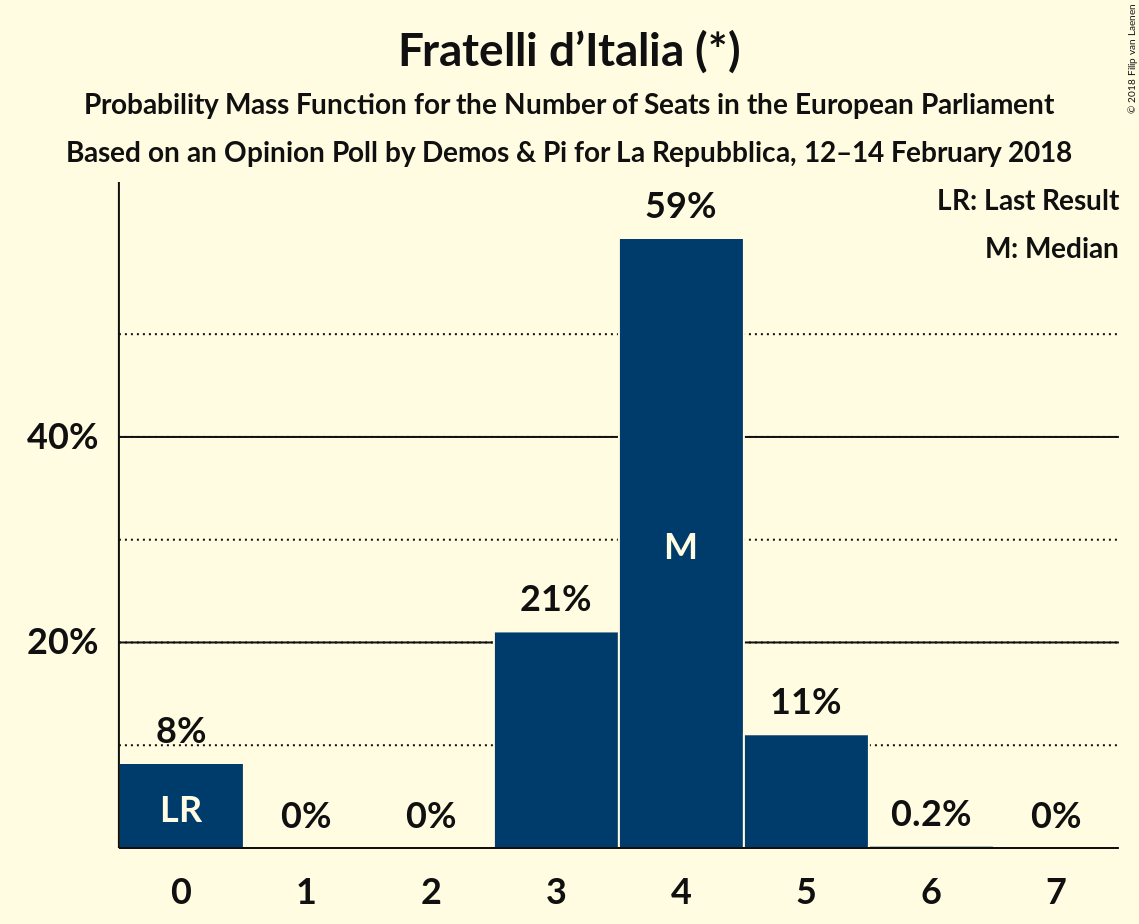 Fratelli d’Italia (*)
Probability Mass Function for the Number of Seats in the European Parliament
Based on an Opinion Poll by Demos & Pi for La Repubblica, 12–14 February 2018
© 2018 Filip van Laenen
LR: Last Result
M: Median
59%
40%
M
21%
20%
11%
8%
LR
0%
0%
0.2%
0%
0 1 2 3 4 5 6 7